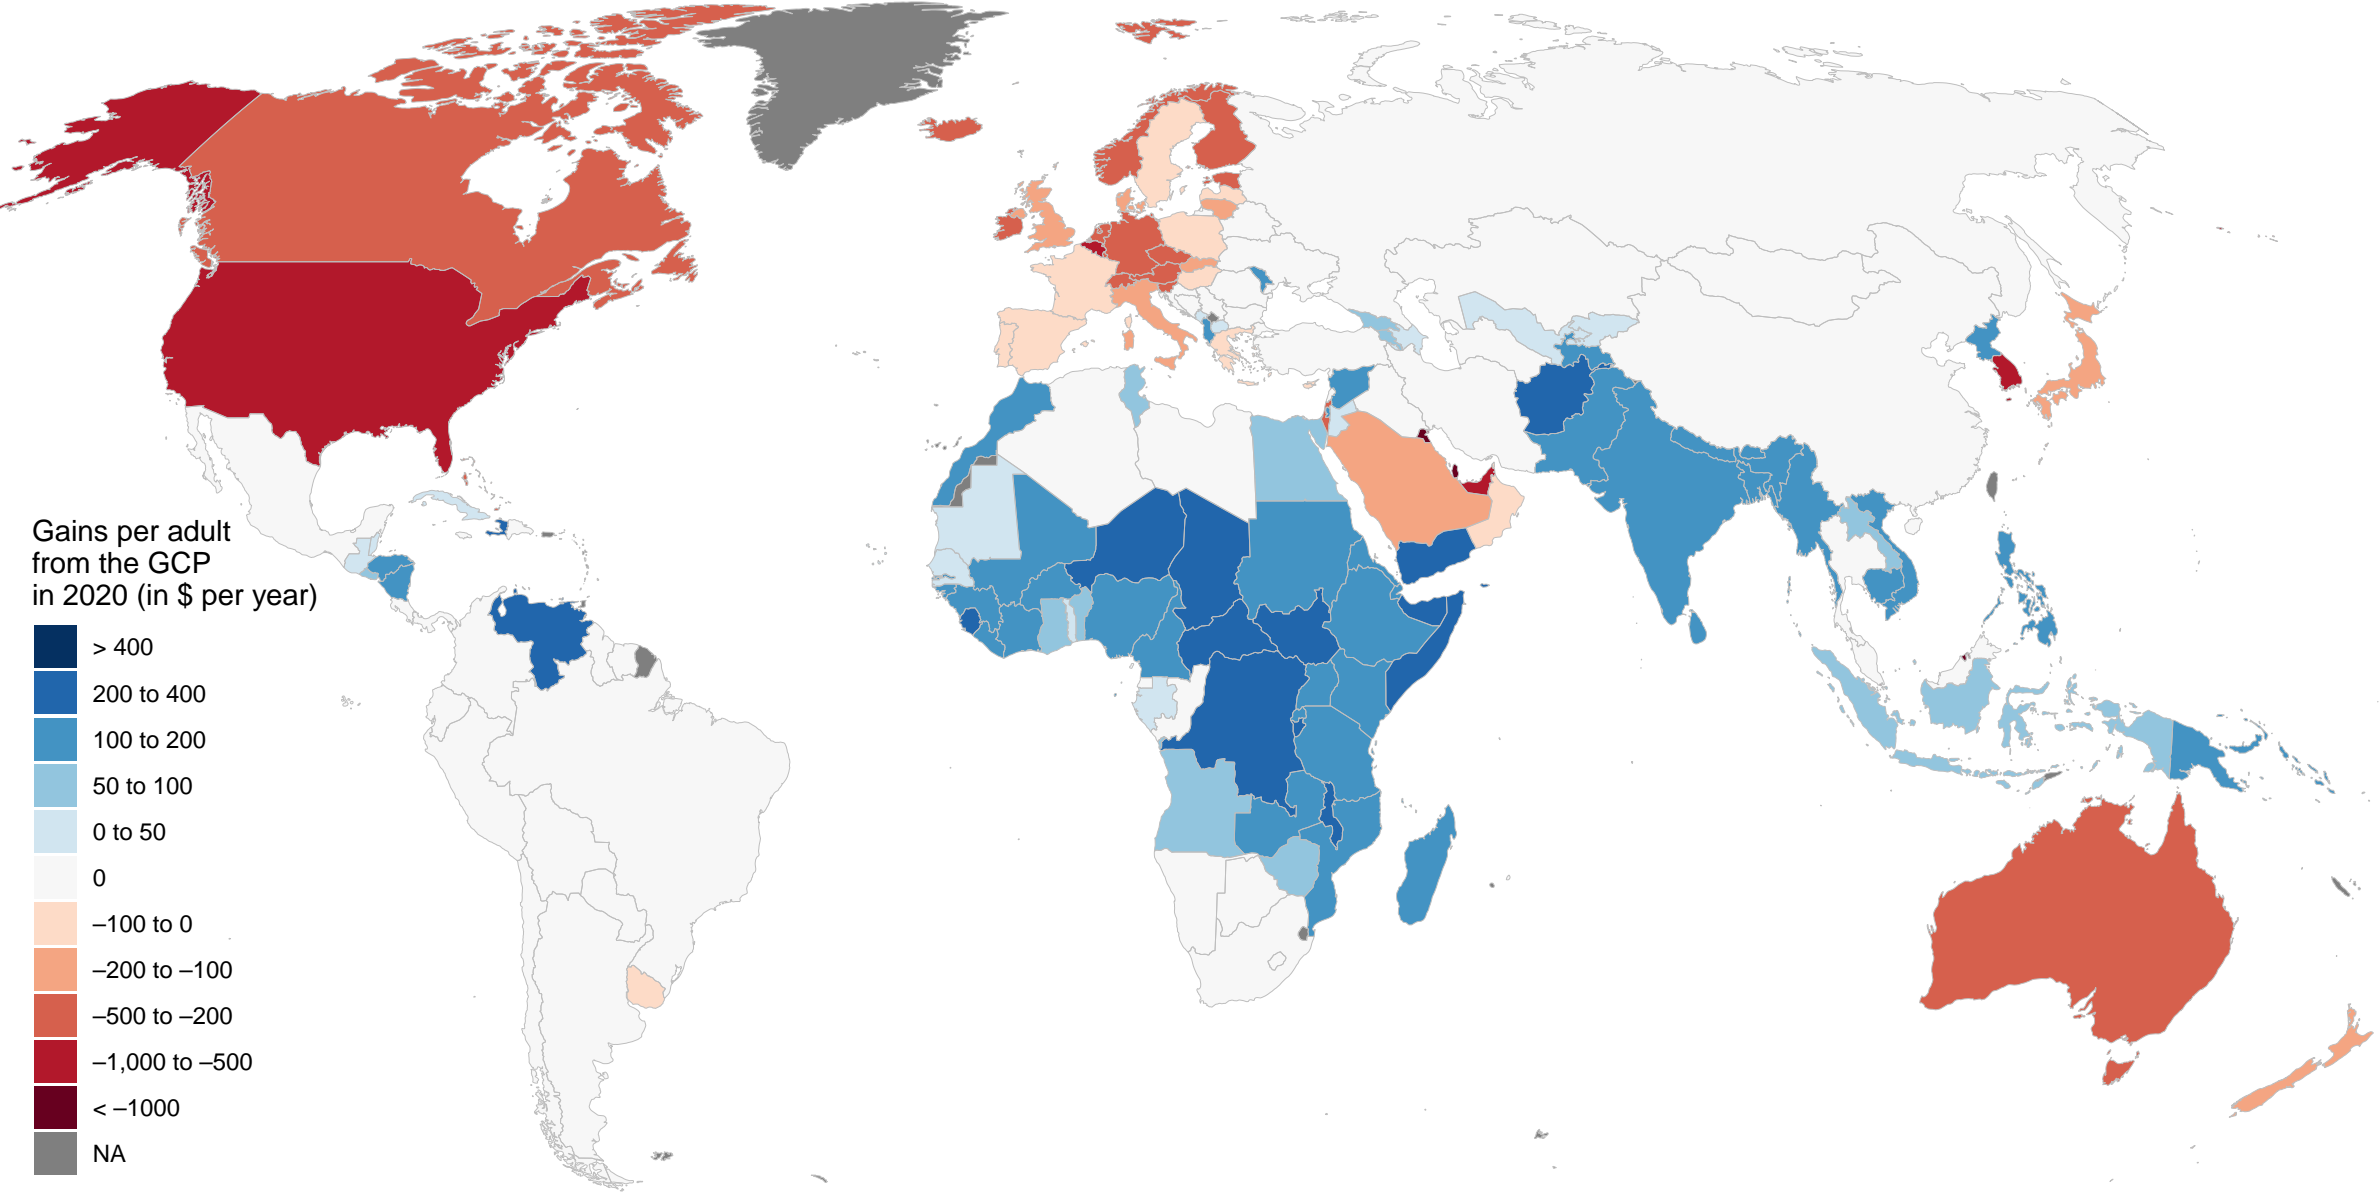 Gains per adult
from the GCP
in 2020 (in $ per year)
> 400
200 to 400
100 to 200
50 to 100
0 to 50
0
–100 to 0
–200 to –100
–500 to –200
–1,000 to –500
< –1000
NA